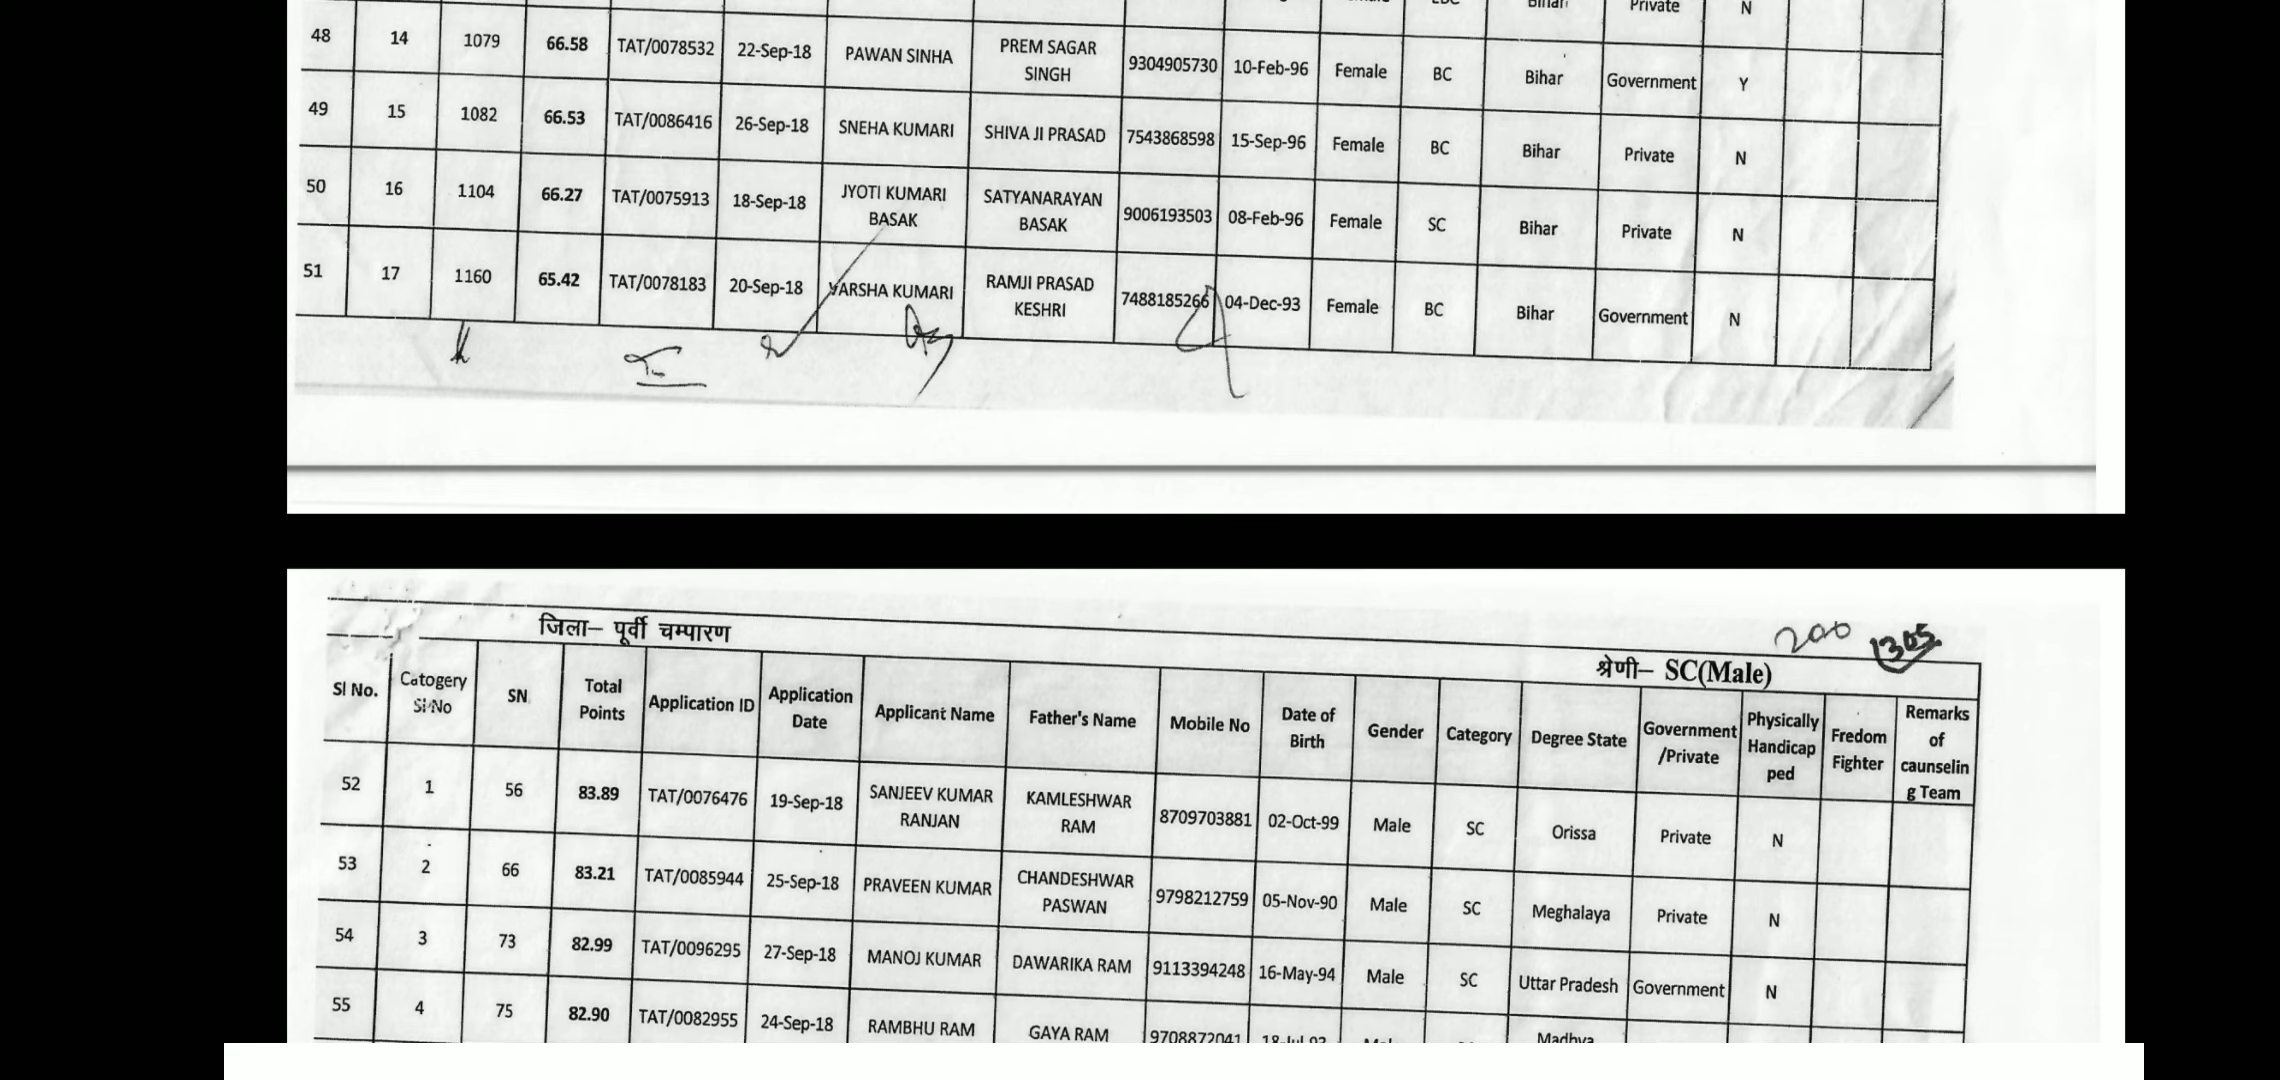 Bihar Private N
48 14 1079 66.58 TAT/0078532 22-Sep-18 PAWAN SINHA PREM SAGAR SINGH 9304905730 10-Feb-96 Female BC Bihar Government Y
49 15 1082 66.53 TAT/0086416 26-Sep-18 SNEHA KUMARI SHIVA JI PRASAD 7543868598 15-Sep-96 Female BC Bihar Private N
50 16 1104 66.27 TAT/0075913 18-Sep-18 JYOTI KUMARI BASAK SATYANARAYAN BASAK 9006193503 08-Feb-96 Female SC Bihar Private N
51 17 1160 65.42 TAT/0078183 20-Sep-18 VARSHA KUMARI RAMJI PRASAD KESHRI 7488185266 04-Dec-93 Female BC Bihar Government N
जिला– पूर्वी चम्पारण
200 1305
श्रेणी– SC(Male)
Sl No. Catogery Sl No SN Total Points Application ID Application Date Applicant Name Father's Name Mobile No Date of Birth Gender Category Degree State Government /Private Physically Handicap ped Fredom Fighter Remarks of caunselin g Team
52 1 56 83.89 TAT/0076476 19-Sep-18 SANJEEV KUMAR RANJAN KAMLESHWAR RAM 8709703881 02-Oct-99 Male SC Orissa Private N
53 2 66 83.21 TAT/0085944 25-Sep-18 PRAVEEN KUMAR CHANDESHWAR PASWAN 9798212759 05-Nov-90 Male SC Meghalaya Private N
54 3 73 82.99 TAT/0096295 27-Sep-18 MANOJ KUMAR DAWARIKA RAM 9113394248 16-May-94 Male SC Uttar Pradesh Government N
55 4 75 82.90 TAT/0082955 24-Sep-18 RAMBHU RAM GAYA RAM 9708872041 Madhya